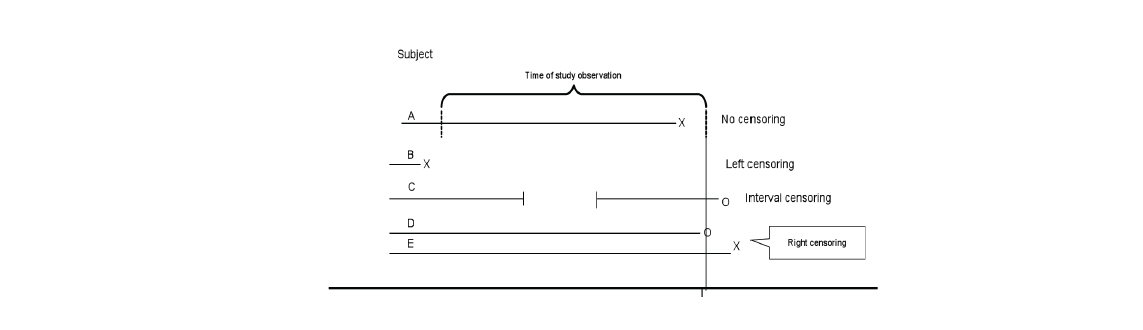 Subject
Time of study observation
A
X
No censoring
B
X
Left censoring
C
O
Interval censoring
D
O
E
X
Right censoring